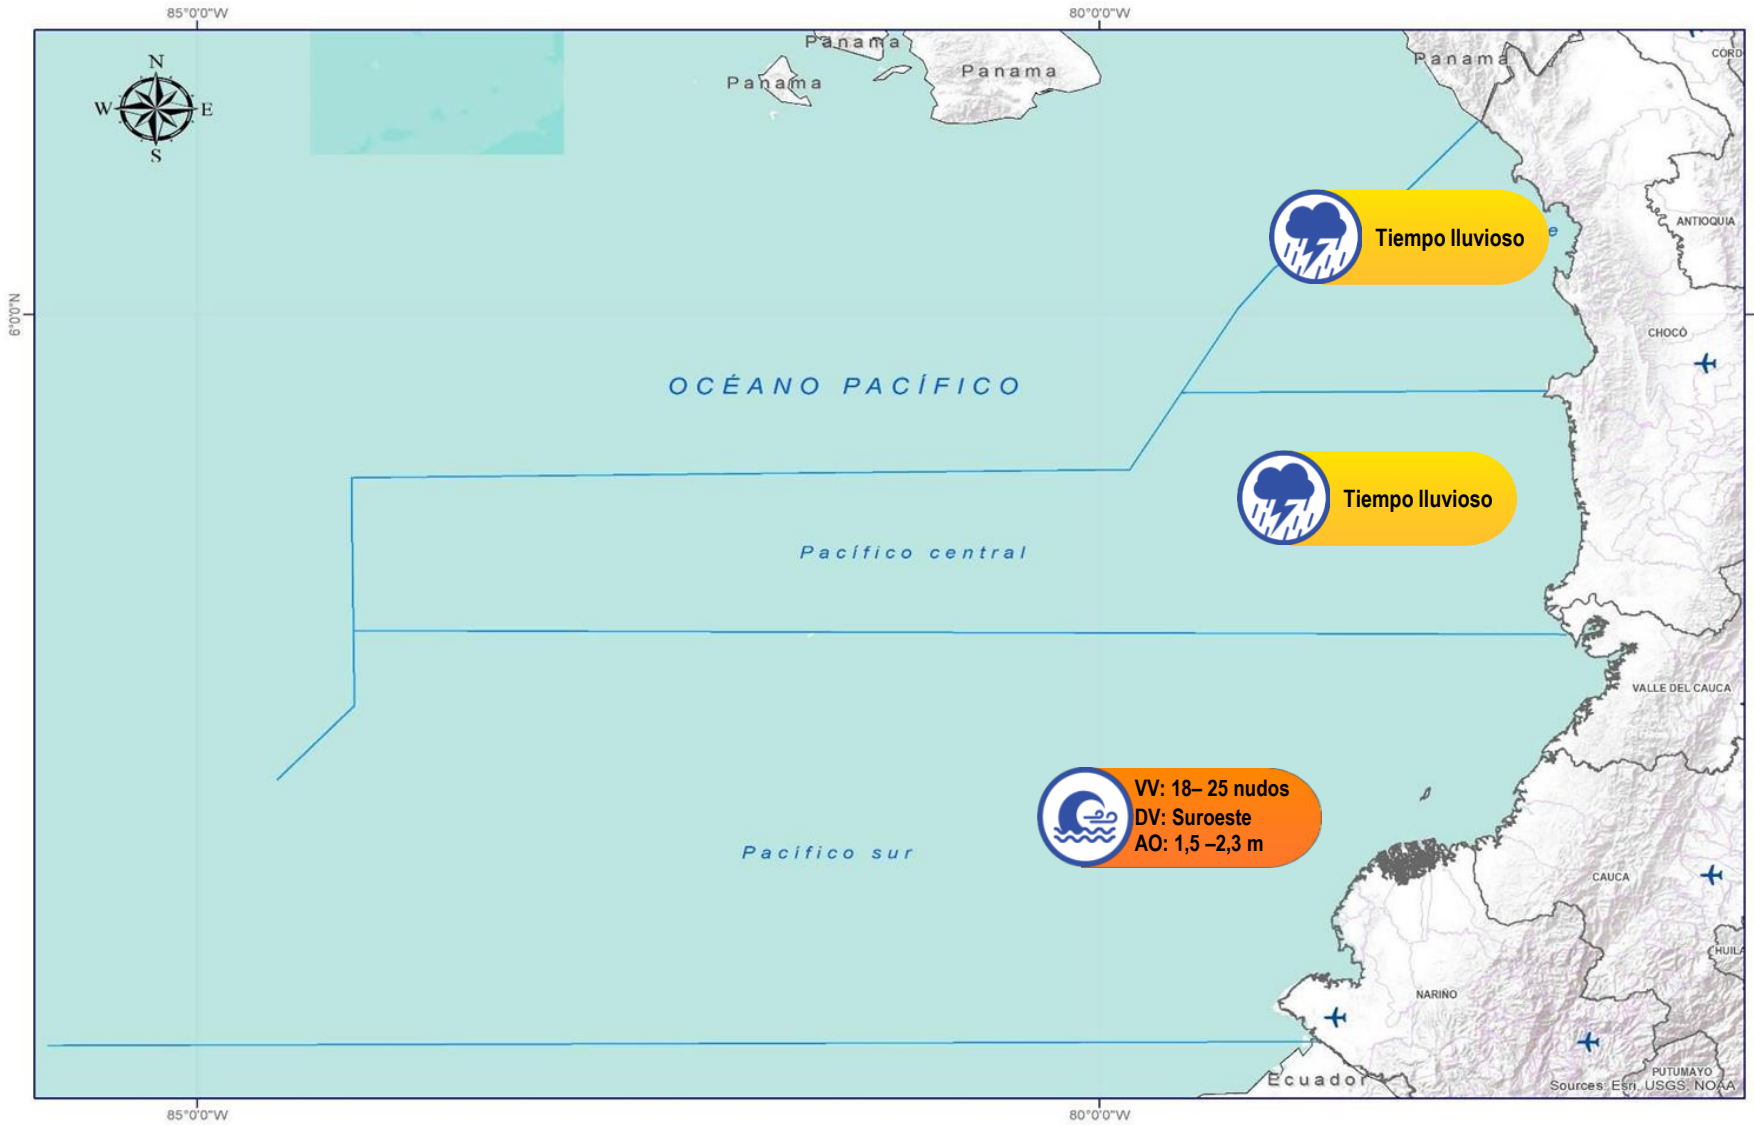 85°0'0"W
80°0'0"W
Panama
Panama
Panama
Panama
CÓRD
N
W
E
S
ANTIOQUIA
Tiempo lluvioso
e
6°0'0"N
CHOCÓ
OCÉANO PACÍFICO
Tiempo lluvioso
Pacífico central
VALLE DEL CAUCA
VV: 18– 25 nudos
DV: Suroeste
AO: 1,5 –2,3 m
Pacífico sur
CAUCA
HUILA
NARIÑO
Ecuador
PUTUMAYO
Sources: Esri, USGS, NOAA
85°0'0"W
80°0'0"W